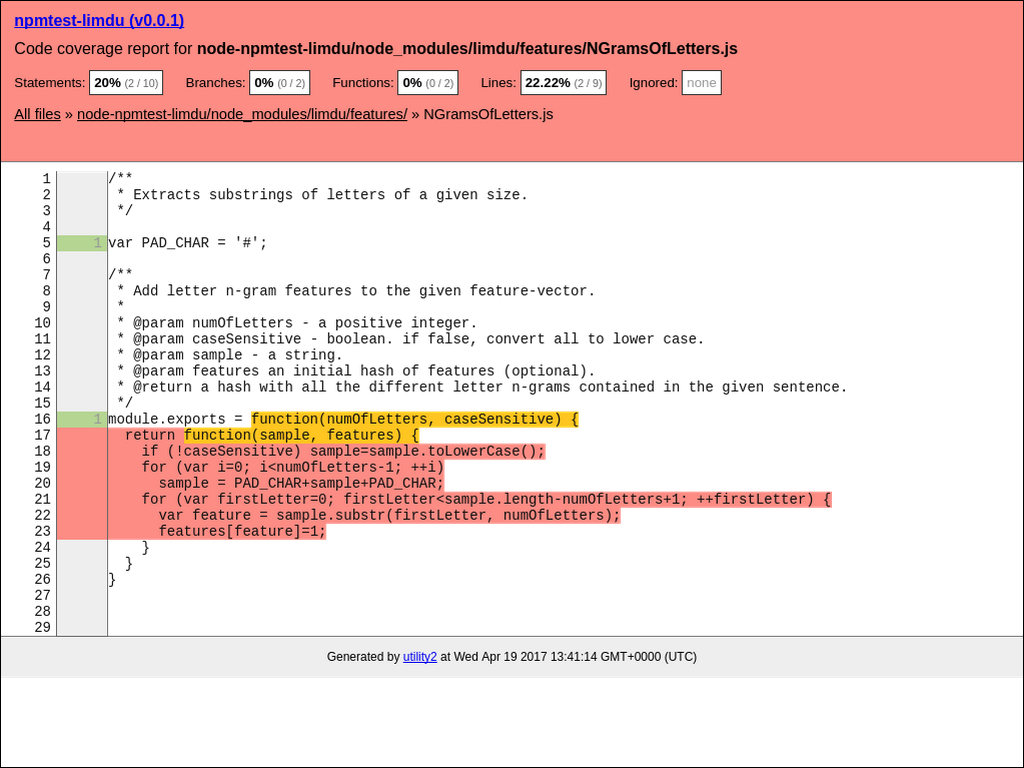 npmtest-limdu (v0.0.1)
Code coverage report for node-npmtest-limdu/node_modules/limdu/features/NGramsOfLetters.js
Statements: 20% (2 / 10) Branches: 0% (0 / 2) Functions: 0% (0 / 2) Lines: 22.22% (2 / 9) Ignored: none
All files » node-npmtest-limdu/node_modules/limdu/features/ » NGramsOfLetters.js
1 /**
2  * Extracts substrings of letters of a given size.
3  */
4
5 1 var PAD_CHAR = '#';
6
7 /**
8  * Add letter n-gram features to the given feature-vector.
9  *
10  * @param numOfLetters - a positive integer.
11  * @param caseSensitive - boolean. if false, convert all to lower case.
12  * @param sample - a string.
13  * @param features an initial hash of features (optional).
14  * @return a hash with all the different letter n-grams contained in the given sentence.
15  */
16 1 module.exports = function(numOfLetters, caseSensitive) {
17   return function(sample, features) {
18     if (!caseSensitive) sample=sample.toLowerCase();
19     for (var i=0; i<numOfLetters-1; ++i)
20       sample = PAD_CHAR+sample+PAD_CHAR;
21     for (var firstLetter=0; firstLetter<sample.length-numOfLetters+1; ++firstLetter) {
22       var feature = sample.substr(firstLetter, numOfLetters);
23       features[feature]=1;
24     }
25   }
26 }
27
28
29
Generated by utility2 at Wed Apr 19 2017 13:41:14 GMT+0000 (UTC)